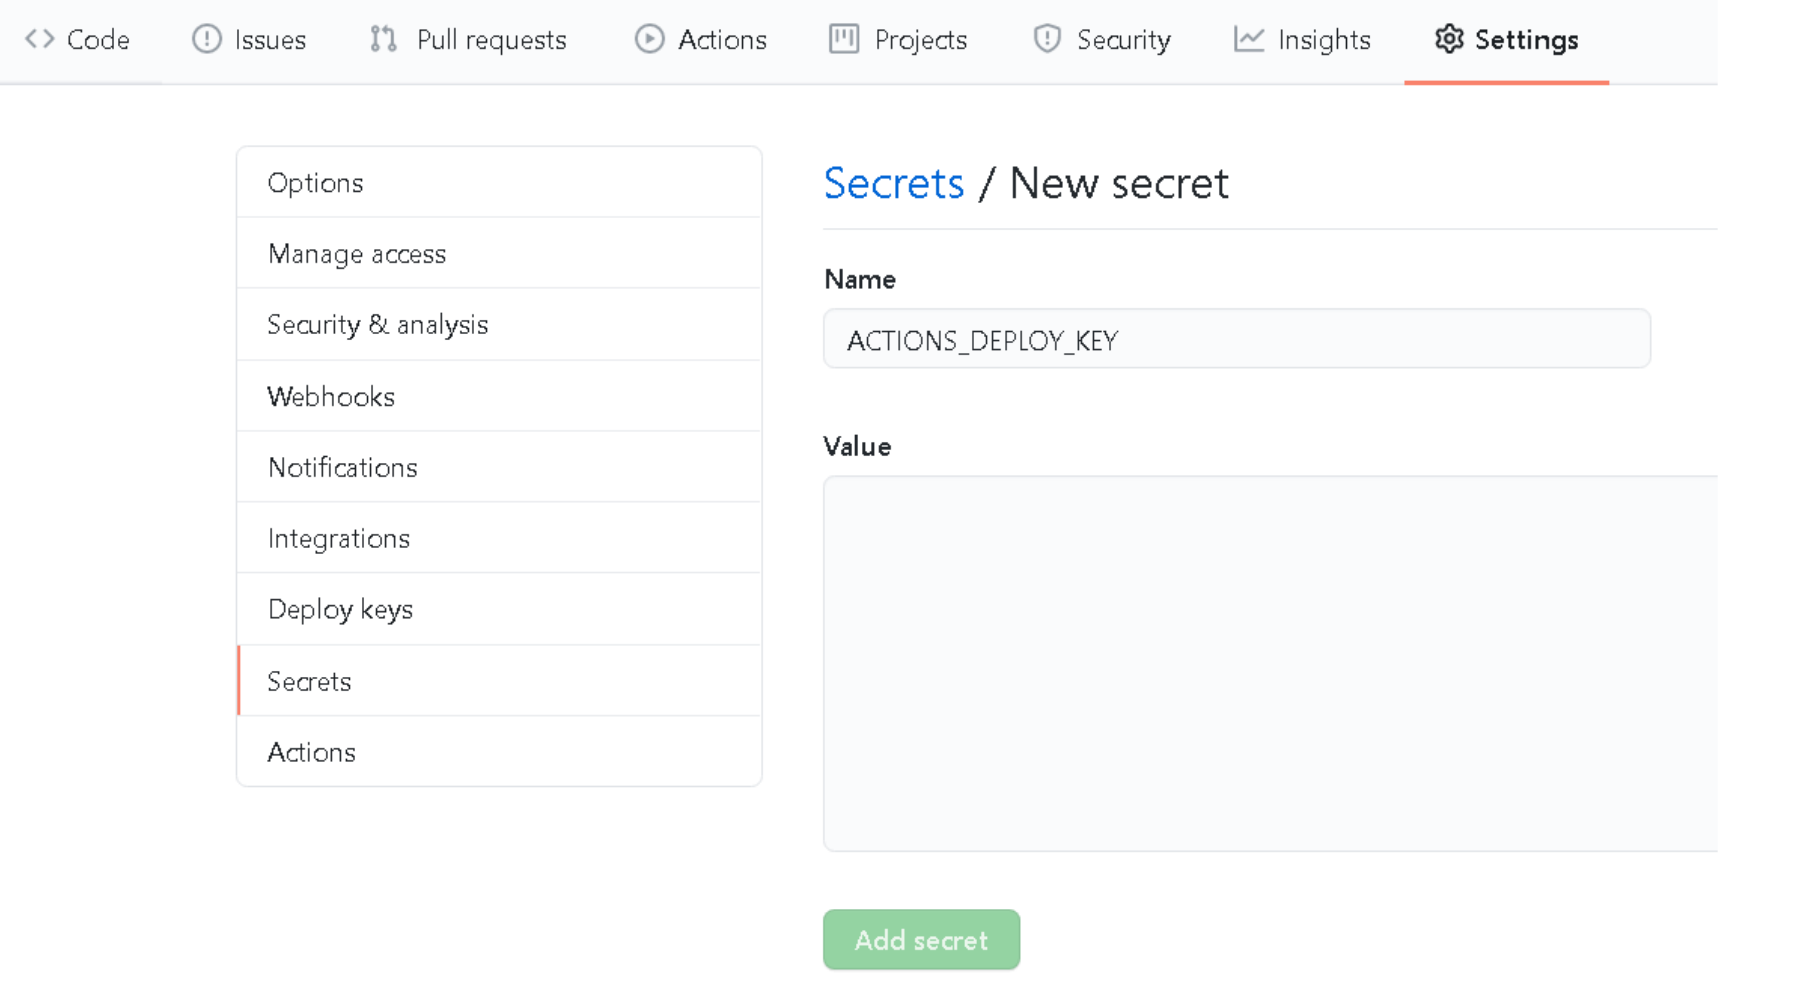 Code Issues Pull requests Actions Projects Security Insights Settings
Options
Manage access
Security & analysis
Webhooks
Notifications
Integrations
Deploy keys
Secrets
Actions
Secrets / New secret
Name
ACTIONS_DEPLOY_KEY
Value
Add secret